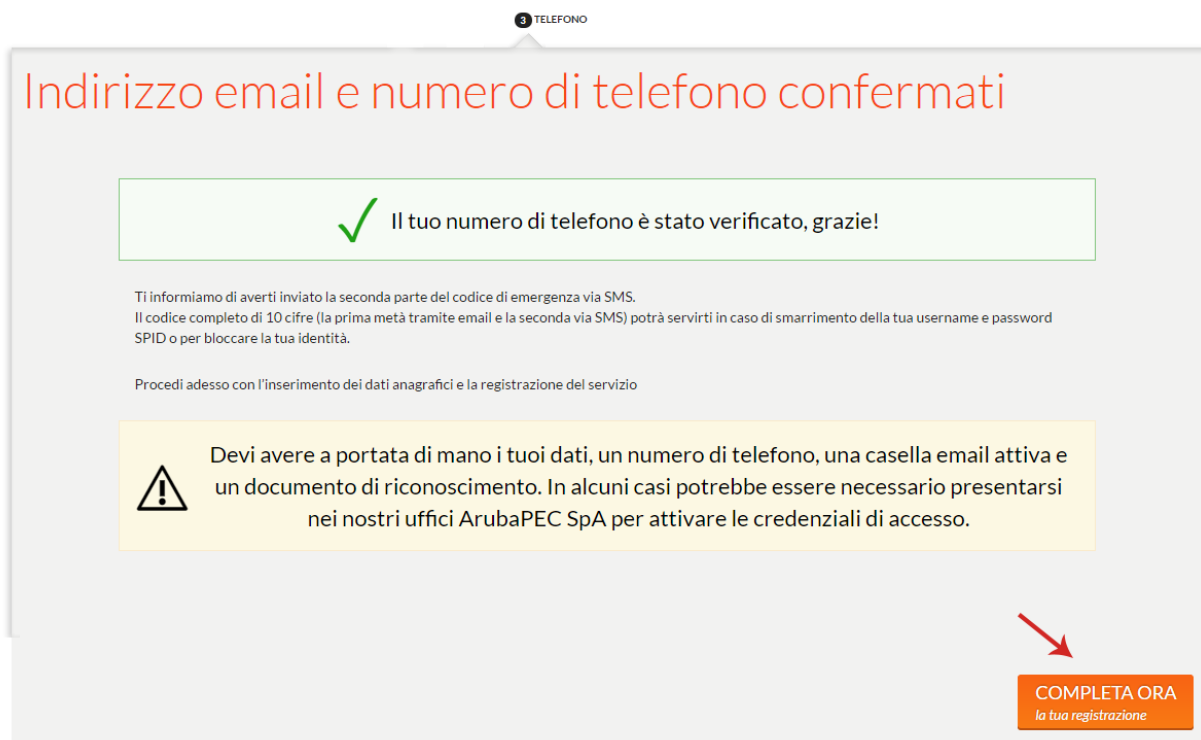 3 TELEFONO
Indirizzo email e numero di telefono confermati
Il tuo numero di telefono è stato verificato, grazie!
Ti informiamo di averti inviato la seconda parte del codice di emergenza via SMS.
Il codice completo di 10 cifre (la prima metà tramite email e la seconda via SMS) potrà servirti in caso di smarrimento della tua username e password
SPID o per bloccare la tua identità.
Procedi adesso con l'inserimento dei dati anagrafici e la registrazione del servizio
Devi avere a portata di mano i tuoi dati, un numero di telefono, una casella email attiva e
un documento di riconoscimento. In alcuni casi potrebbe essere necessario presentarsi
nei nostri uffici ArubaPEC SpA per attivare le credenziali di accesso.
COMPLETA ORA
la tua registrazione